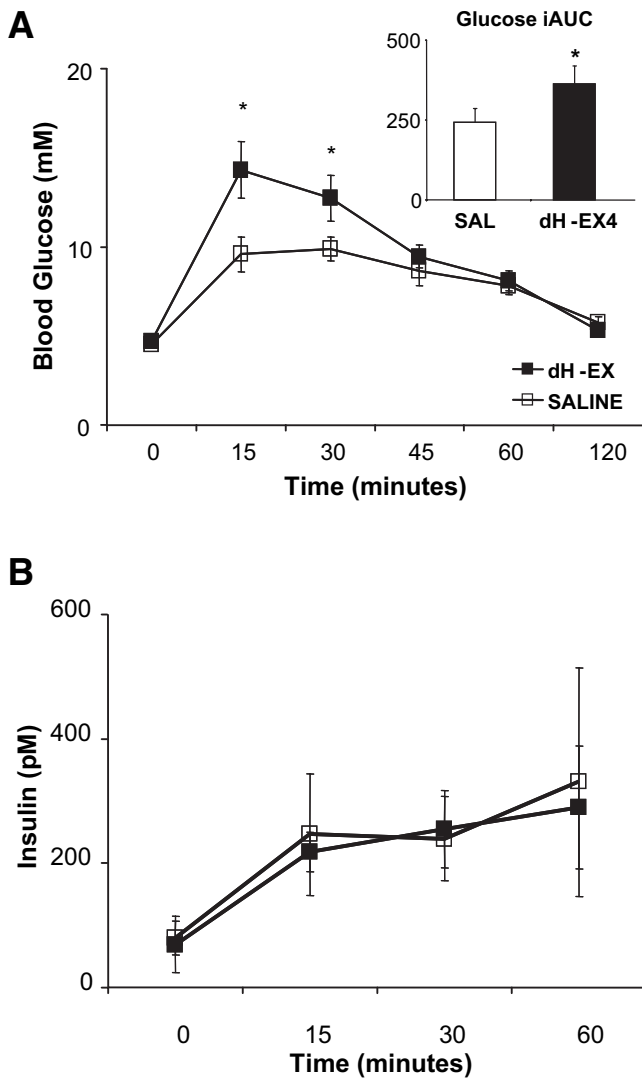 A
Glucose iAUC
500
250
0
*
SAL
dH -EX4
Blood Glucose (mM)
20
10
0
*
*
dH -EX
SALINE
0 15 30 45 60 120
Time (minutes)
B
Insulin (pM)
600
400
200
0
0 15 30 60
Time (minutes)